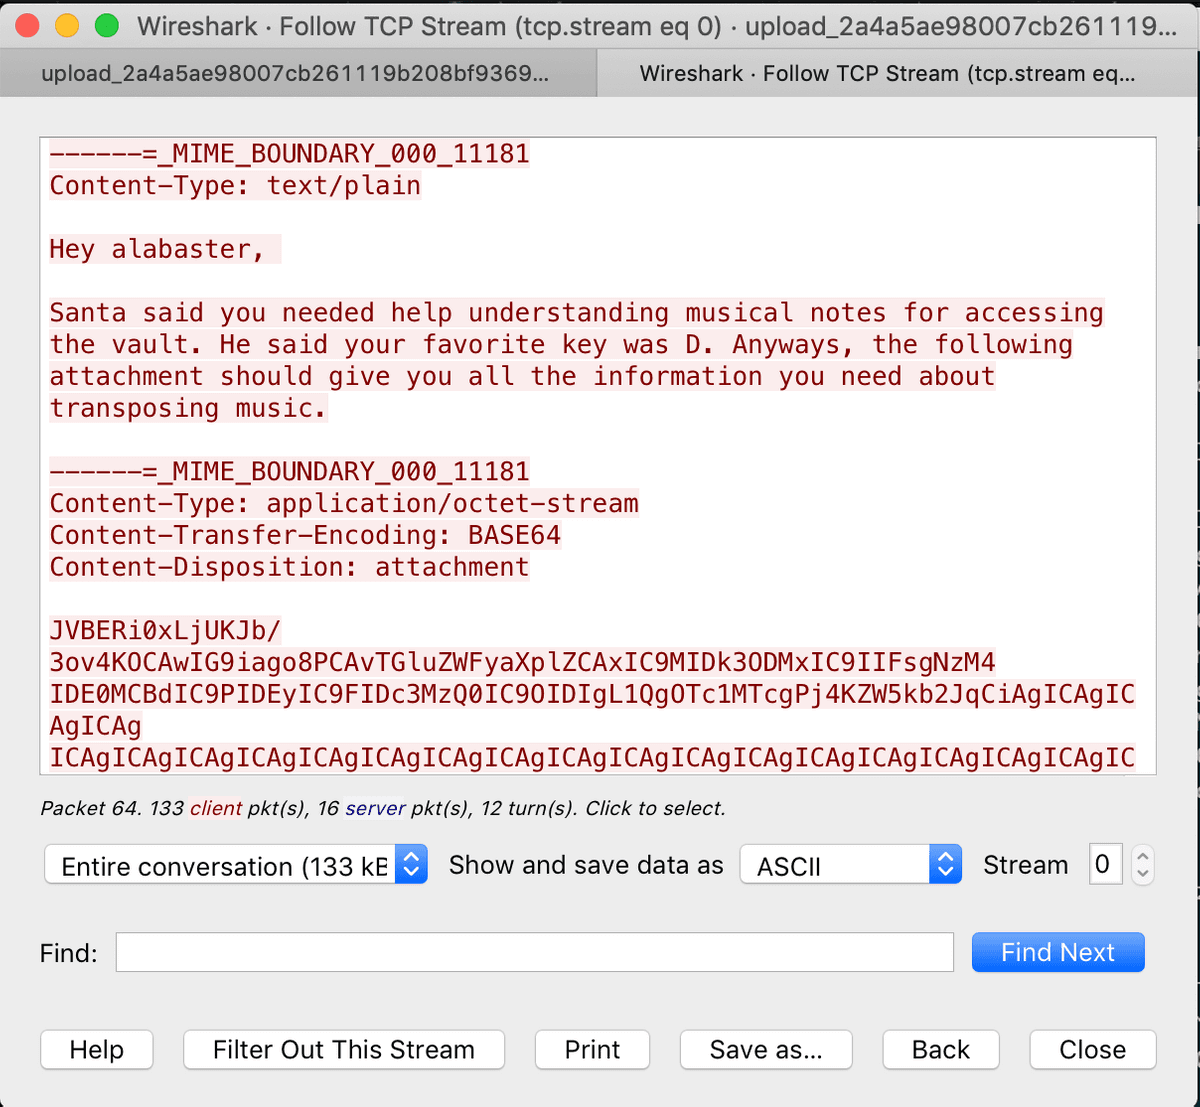 Wireshark · Follow TCP Stream (tcp.stream eq 0) · upload_2a4a5ae98007cb261119...
upload_2a4a5ae98007cb261119b208bf9369... Wireshark · Follow TCP Stream (tcp.stream eq...
------=_MIME_BOUNDARY_000_11181
Content-Type: text/plain
Hey alabaster,
Santa said you needed help understanding musical notes for accessing
the vault. He said your favorite key was D. Anyways, the following
attachment should give you all the information you need about
transposing music.
------=_MIME_BOUNDARY_000_11181
Content-Type: application/octet-stream
Content-Transfer-Encoding: BASE64
Content-Disposition: attachment
JVBERi0xLjUKJb/
3ov4KOCAwIG9iago8PCAvTGluZWFyaXplZCAxIC9MIDk3ODMxIC9IIFsgNzM4
IDE0MCBdIC9PIDEyIC9FIDc3MzQ0IC9OIDIgL1QgOTc1MTcgPj4KZW5kb2JqCiAgICAgIC
AgICAg
ICAgICAgICAgICAgICAgICAgICAgICAgICAgICAgICAgICAgICAgICAgICAgICAgICAgIC
Packet 64. 133 client pkt(s), 16 server pkt(s), 12 turn(s). Click to select.
Entire conversation (133 kE Show and save data as ASCII Stream 0
Find: Find Next
Help Filter Out This Stream Print Save as... Back Close